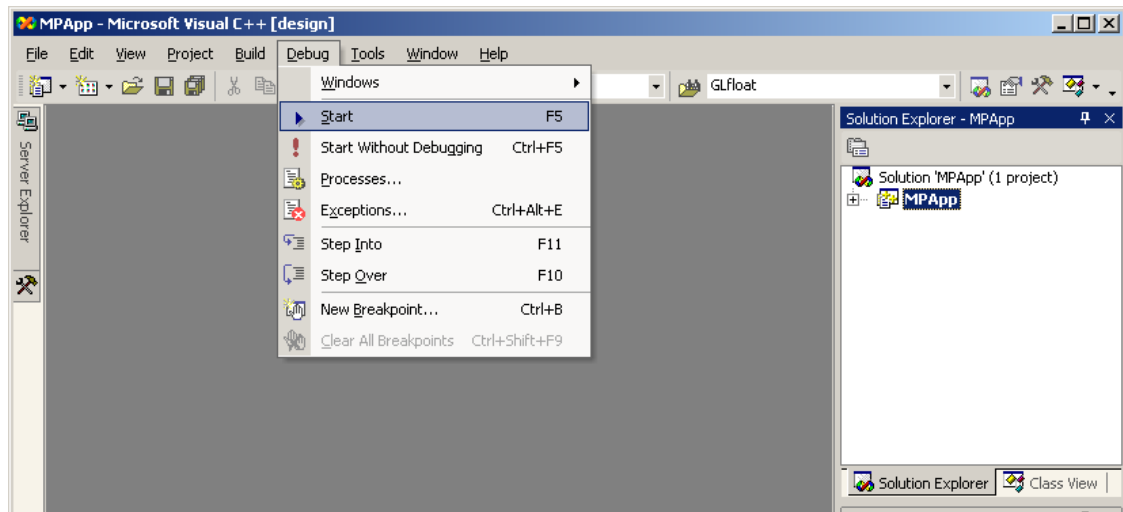 MPApp - Microsoft Visual C++ [design]
File Edit View Project Build Debug Tools Window Help
GLfloat
Server Explorer
Windows
Start F5
Start Without Debugging Ctrl+F5
Processes...
Exceptions... Ctrl+Alt+E
Step Into F11
Step Over F10
New Breakpoint... Ctrl+B
Clear All Breakpoints Ctrl+Shift+F9
Solution Explorer - MPApp
Solution 'MPApp' (1 project)
MPApp
Solution Explorer Class View